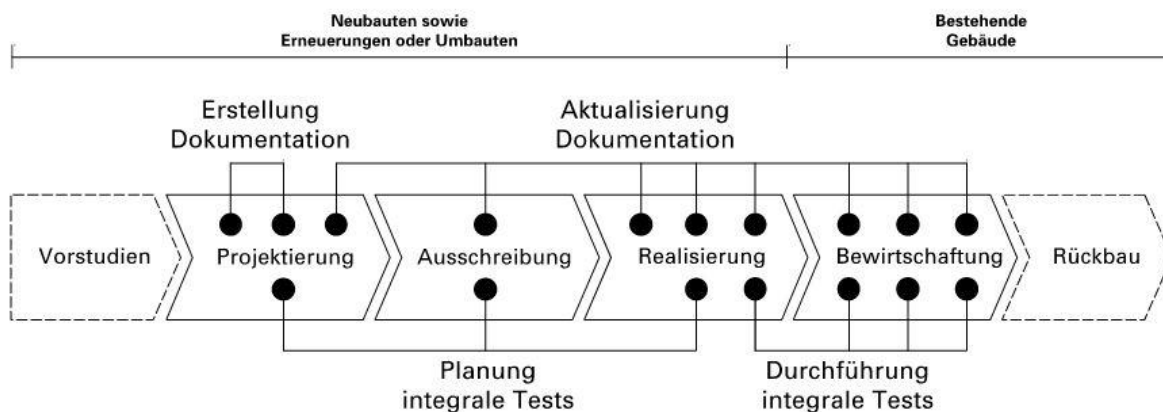 Neubauten sowie
Erneuerungen oder Umbauten
Bestehende
Gebäude
Erstellung
Dokumentation
Aktualisierung
Dokumentation
Vorstudien
Projektierung
Ausschreibung
Realisierung
Bewirtschaftung
Rückbau
Planung
integrale Tests
Durchführung
integrale Tests